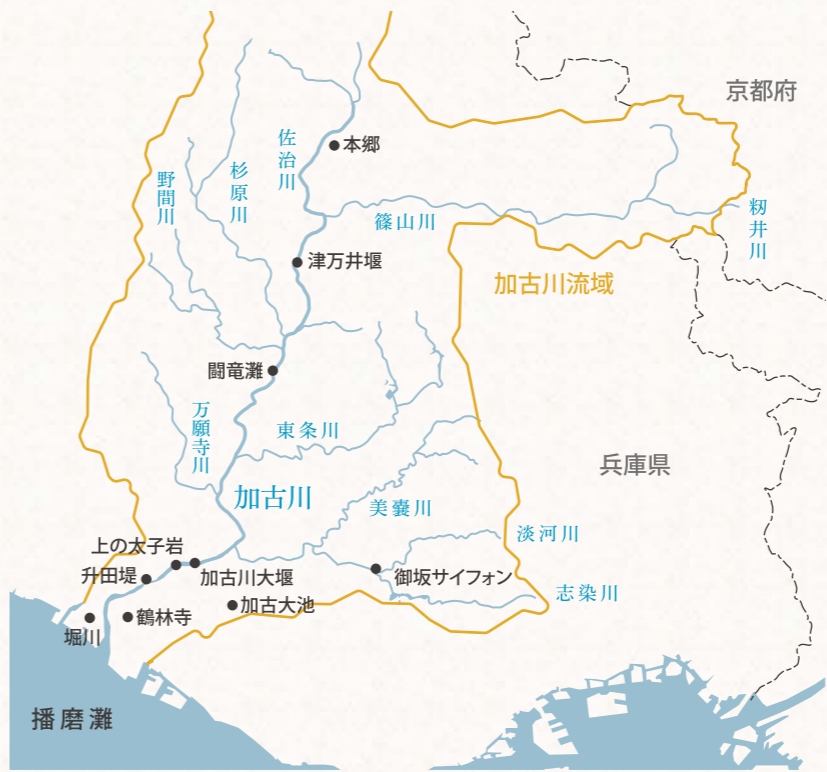 京都府
本郷
佐治川
杉原川
野間川
籾井川
篠山川
津万井堰
加古川流域
闘竜灘
万願寺川
東条川
兵庫県
加古川
美嚢川
淡河川
上の太子岩
升田堤
加古川大堰
御坂サイフォン
志染川
加古大池
鶴林寺
堀川
播磨灘